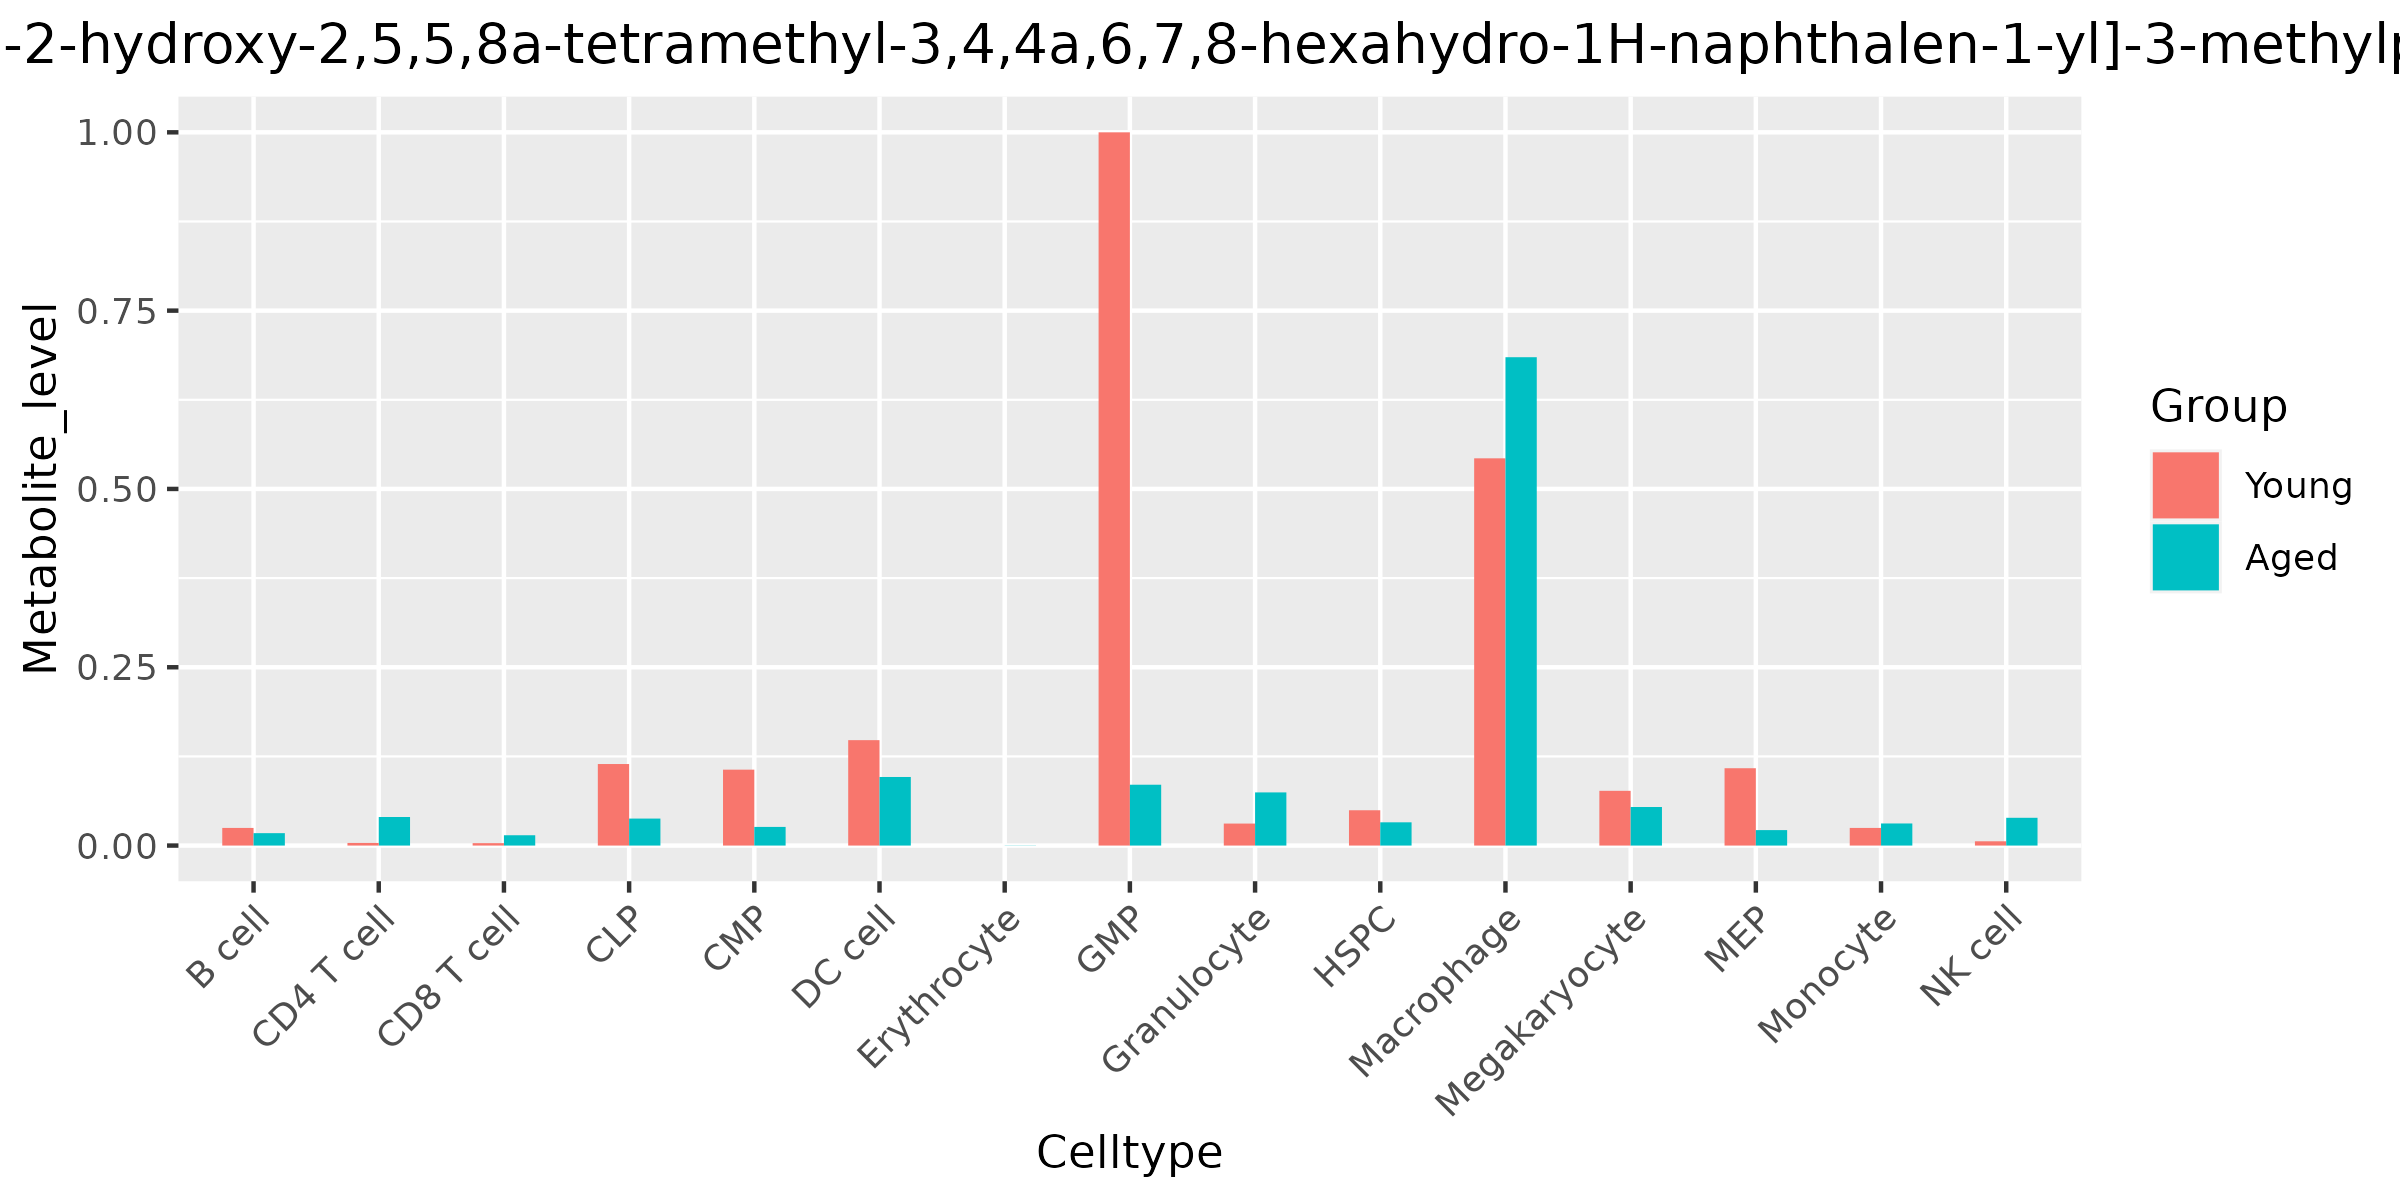 -2-hydroxy-2,5,5,8a-tetramethyl-3,4,4a,6,7,8-hexahydro-1H-naphthalen-1-yl]-3-methylp
Metabolite_level
1.00
0.75
0.50
0.25
0.00
B cell
CD4 T cell
CD8 T cell
CLP
CMP
DC cell
Erythrocyte
GMP
Granulocyte
HSPC
Macrophage
Megakaryocyte
MEP
Monocyte
NK cell
Celltype
Group
Young
Aged